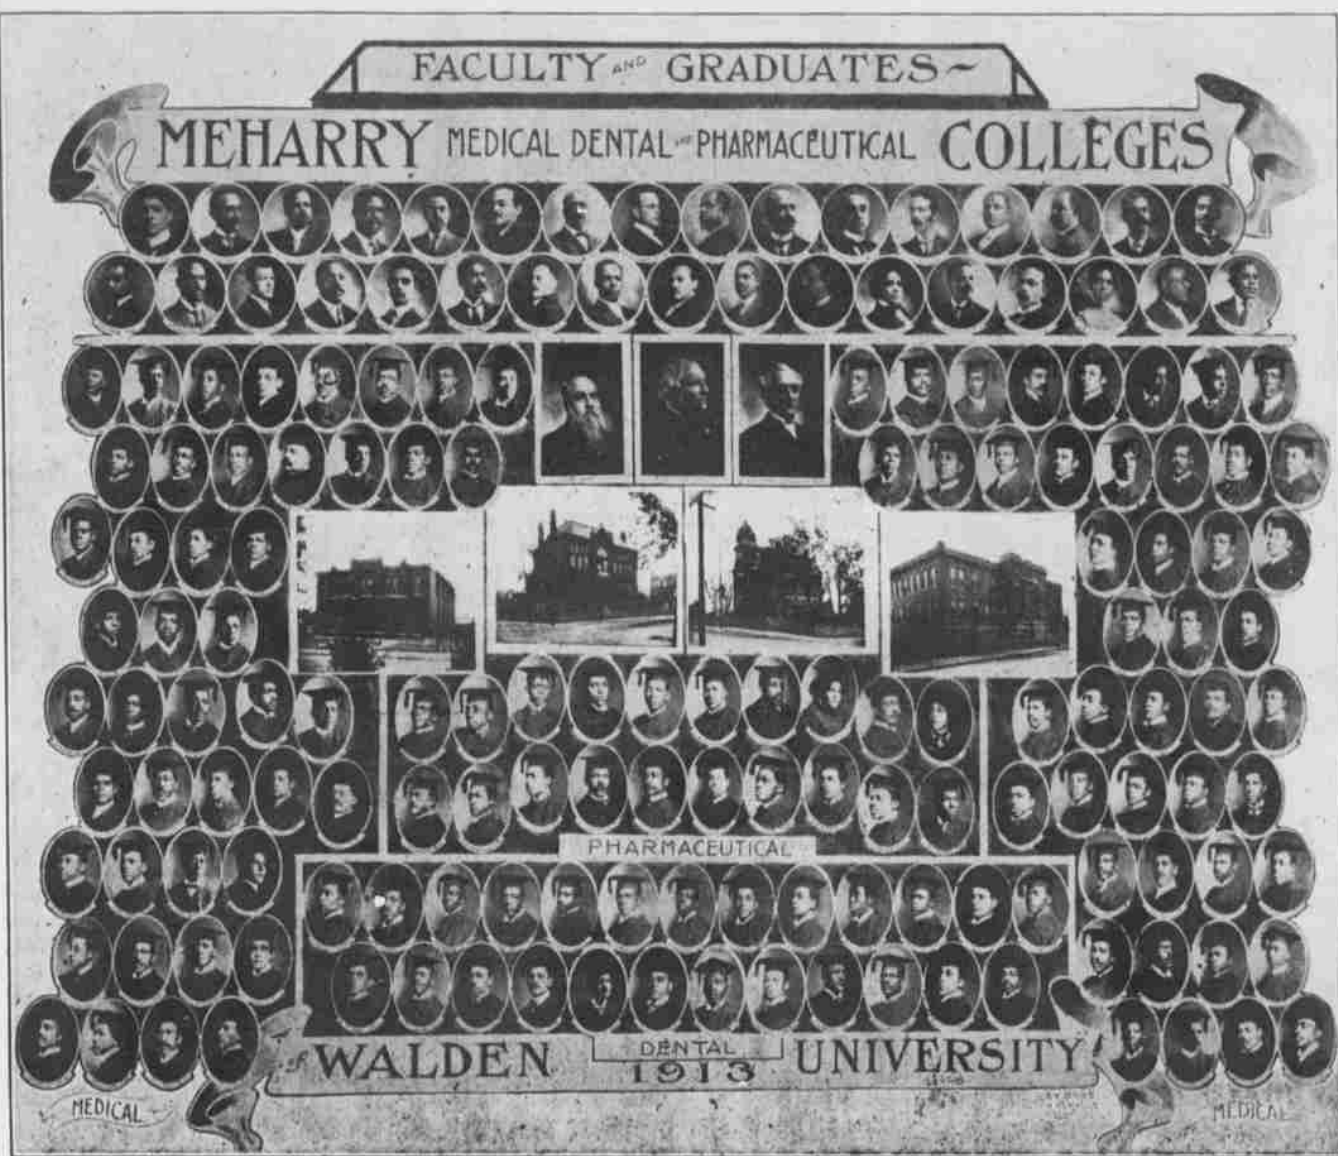 FACULTY AND GRADUATES~
MEHARRY MEDICAL DENTAL AND PHARMACEUTICAL COLLEGES
PHARMACEUTICAL
OF WALDEN DENTAL UNIVERSITY
1913
MEDICAL
MEDICAL